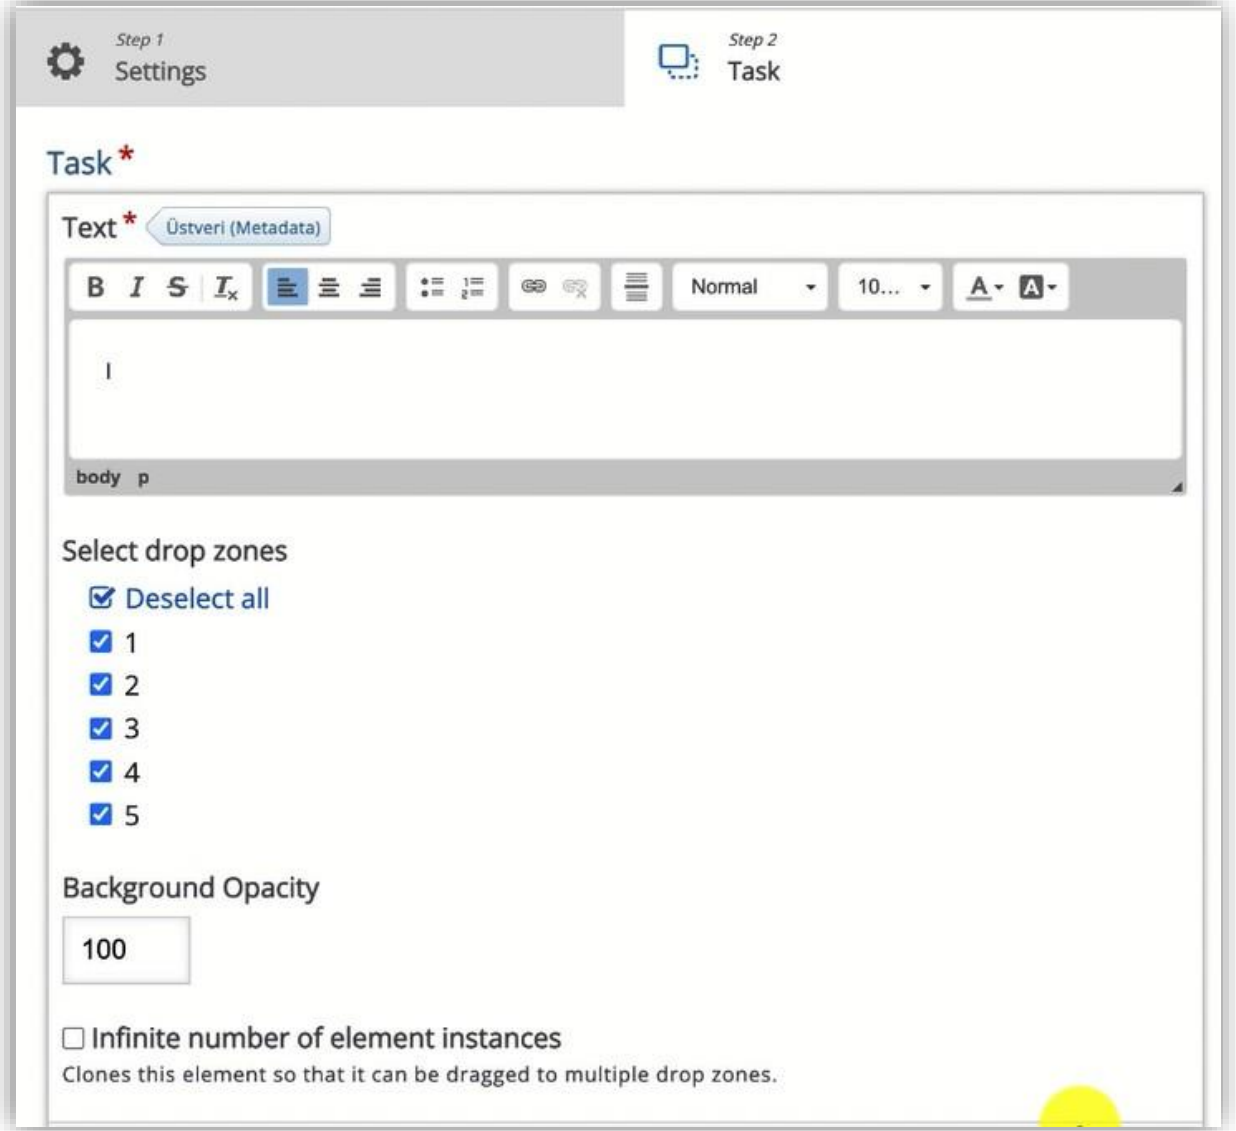 Step 1
Settings
Step 2
Task
Task *
Text * Üstveri (Metadata)
B I S Tx Normal 10... A A
body p
Select drop zones
Deselect all
1
2
3
4
5
Background Opacity
100
Infinite number of element instances
Clones this element so that it can be dragged to multiple drop zones.